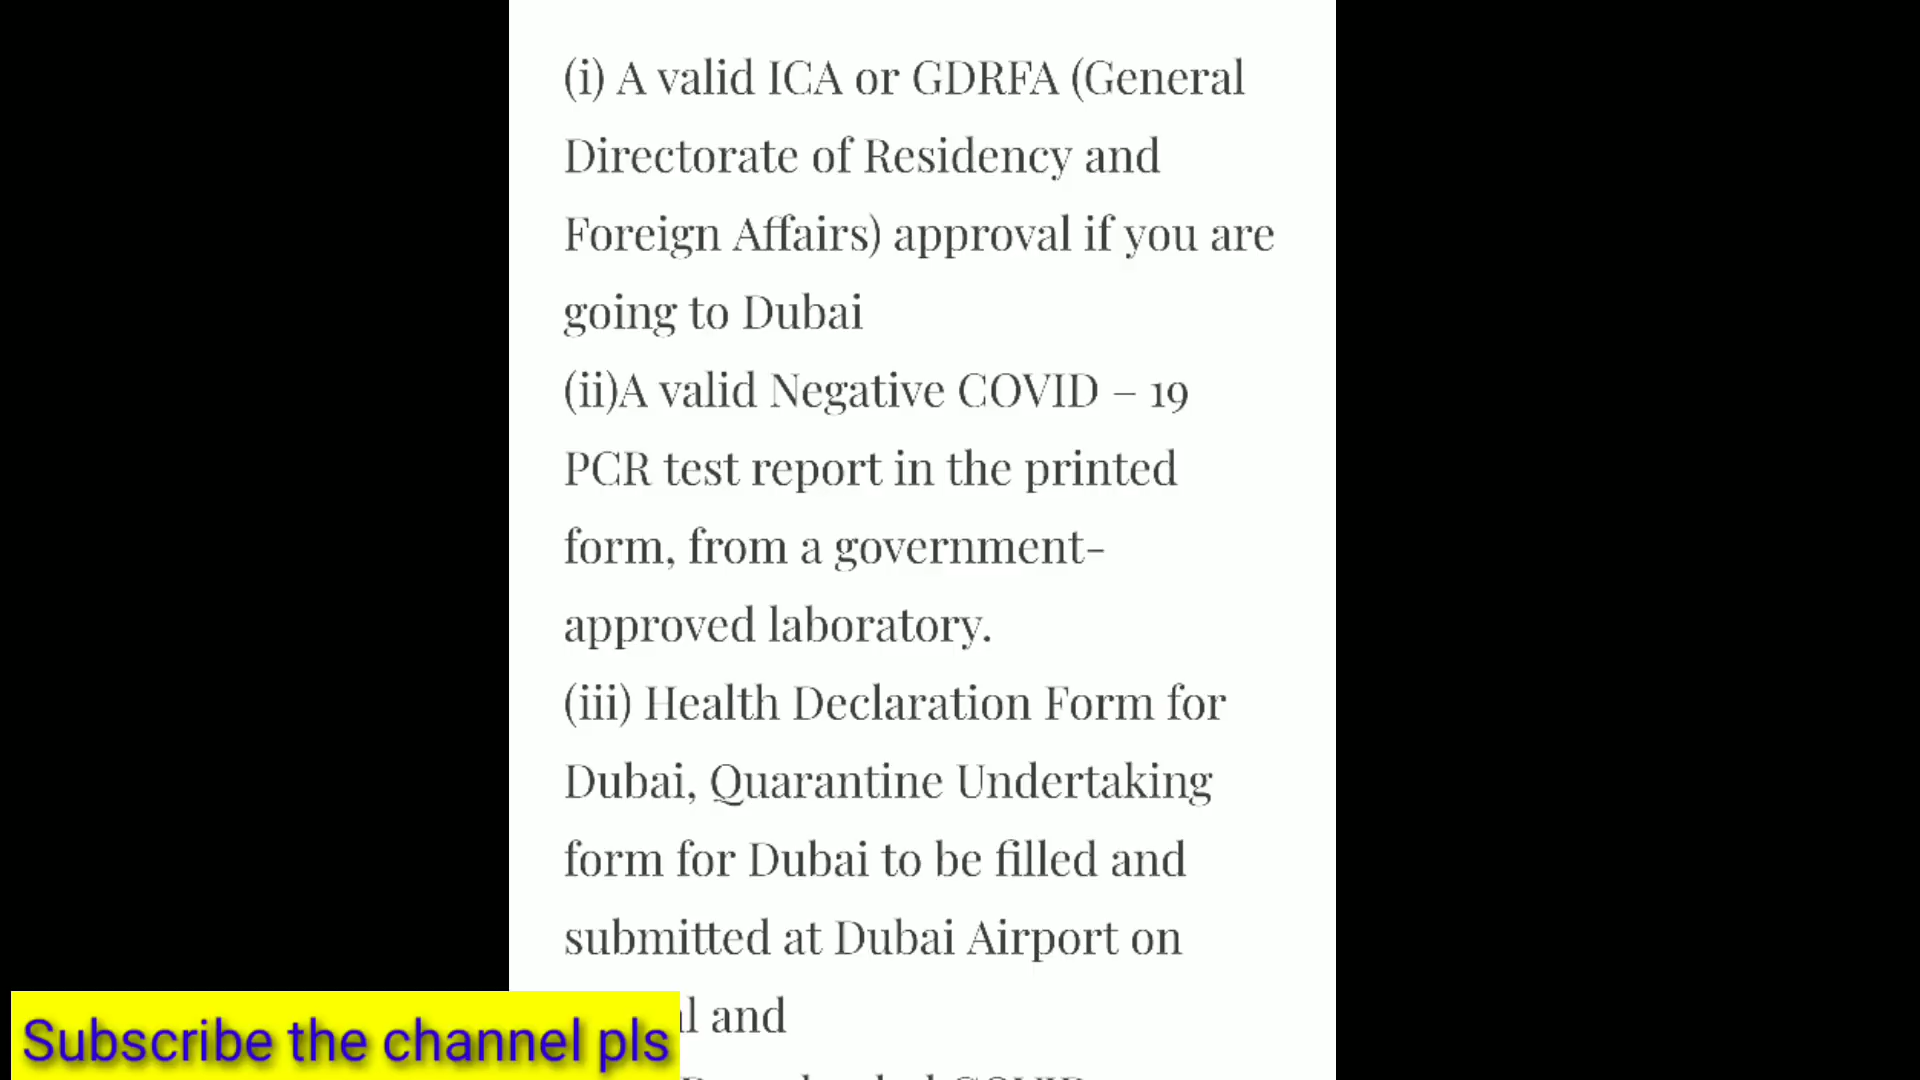 (i) A valid ICA or GDRFA (General
Directorate of Residency and
Foreign Affairs) approval if you are
going to Dubai
(ii)A valid Negative COVID – 19
PCR test report in the printed
form, from a government-
approved laboratory.
(iii) Health Declaration Form for
Dubai, Quarantine Undertaking
form for Dubai to be filled and
submitted at Dubai Airport on
and
Subscribe the channel pls